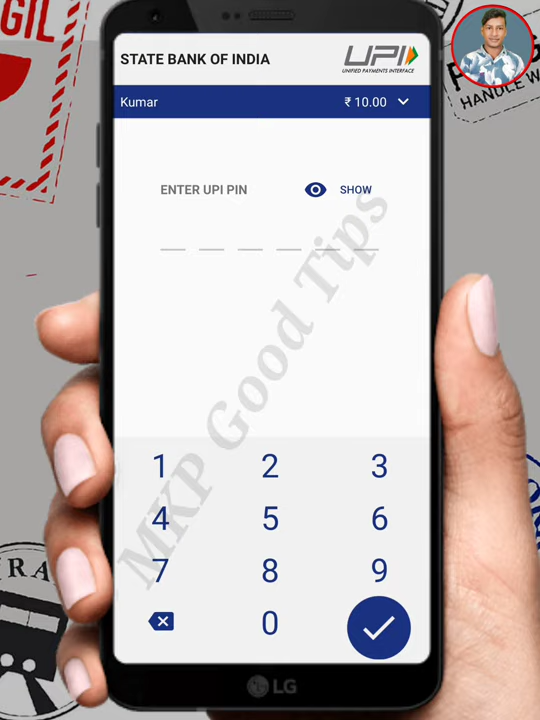 GIL
STATE BANK OF INDIA
UPI
UNIFIED PAYMENTS INTERFACE
HANDLE W
Kumar
₹ 10.00
ENTER UPI PIN
SHOW
MKP Good Tips
1 2 3
4 5 6
7 8 9
0
LG